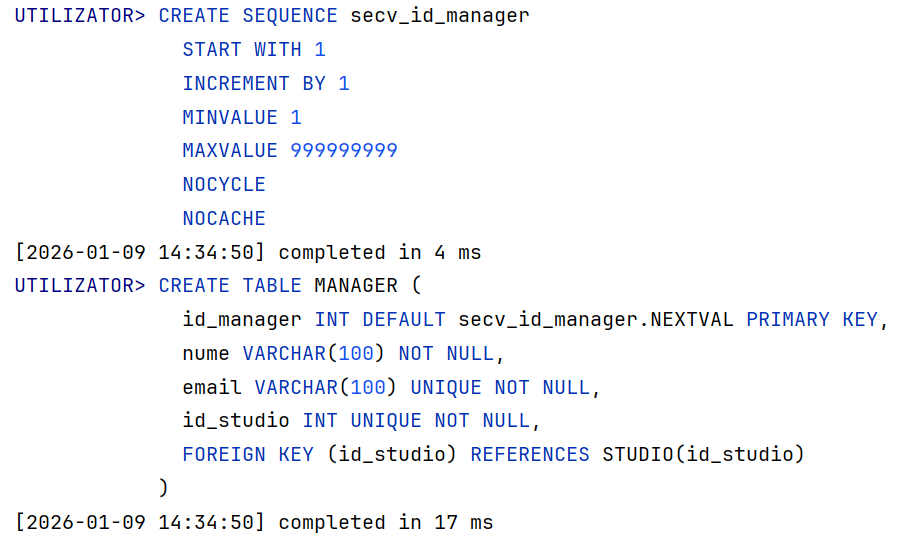 UTILIZATOR> CREATE SEQUENCE secv_id_manager
START WITH 1
INCREMENT BY 1
MINVALUE 1
MAXVALUE 999999999
NOCYCLE
NOCACHE
[2026-01-09 14:34:50] completed in 4 ms
UTILIZATOR> CREATE TABLE MANAGER (
id_manager INT DEFAULT secv_id_manager.NEXTVAL PRIMARY KEY,
nume VARCHAR(100) NOT NULL,
email VARCHAR(100) UNIQUE NOT NULL,
id_studio INT UNIQUE NOT NULL,
FOREIGN KEY (id_studio) REFERENCES STUDIO(id_studio)
)
[2026-01-09 14:34:50] completed in 17 ms